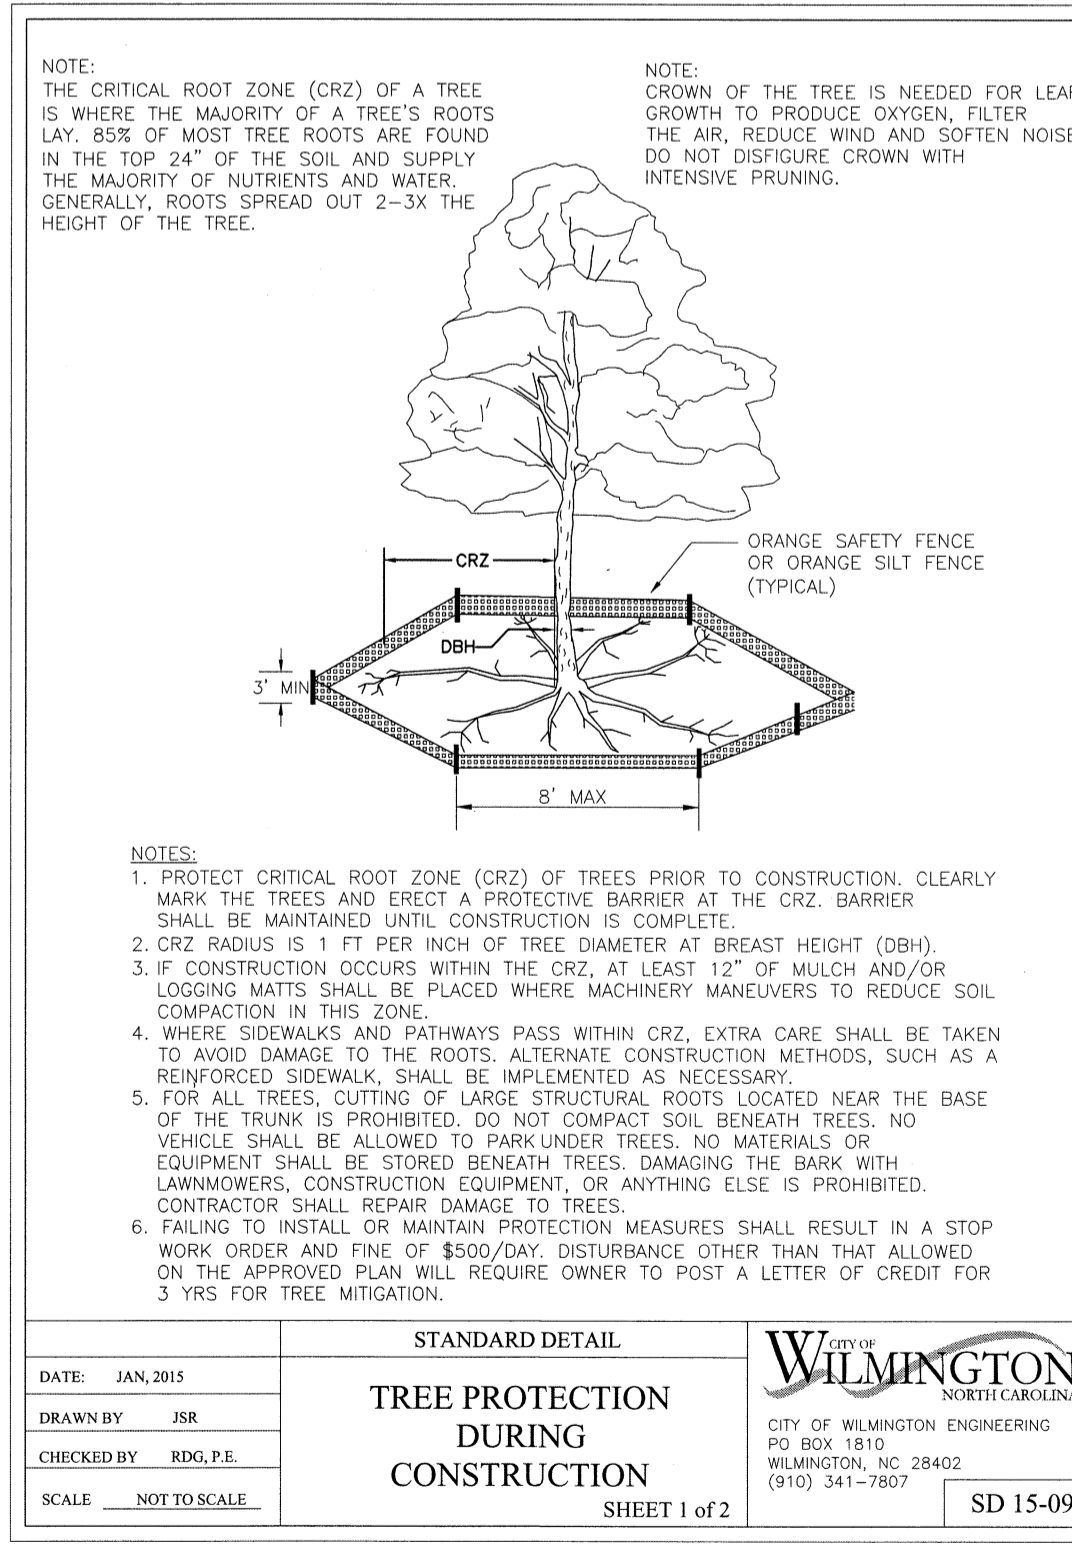 NOTE:
THE CRITICAL ROOT ZONE (CRZ) OF A TREE
IS WHERE THE MAJORITY OF A TREE'S ROOTS
LAY. 85% OF MOST TREE ROOTS ARE FOUND
IN THE TOP 24" OF THE SOIL AND SUPPLY
THE MAJORITY OF NUTRIENTS AND WATER.
GENERALLY, ROOTS SPREAD OUT 2-3X THE
HEIGHT OF THE TREE.
NOTE:
CROWN OF THE TREE IS NEEDED FOR LEAF
GROWTH TO PRODUCE OXYGEN, FILTER
THE AIR, REDUCE WIND AND SOFTEN NOISE
DO NOT DISFIGURE CROWN WITH
INTENSIVE PRUNING.
ORANGE SAFETY FENCE
OR ORANGE SILT FENCE
(TYPICAL)
CRZ
DBH
3' MIN
8' MAX
NOTES:
1. PROTECT CRITICAL ROOT ZONE (CRZ) OF TREES PRIOR TO CONSTRUCTION. CLEARLY
MARK THE TREES AND ERECT A PROTECTIVE BARRIER AT THE CRZ. BARRIER
SHALL BE MAINTAINED UNTIL CONSTRUCTION IS COMPLETE.
2. CRZ RADIUS IS 1 FT PER INCH OF TREE DIAMETER AT BREAST HEIGHT (DBH).
3. IF CONSTRUCTION OCCURS WITHIN THE CRZ, AT LEAST 12" OF MULCH AND/OR
LOGGING MATTS SHALL BE PLACED WHERE MACHINERY MANEUVERS TO REDUCE SOIL
COMPACTION IN THIS ZONE.
4. WHERE SIDEWALKS AND PATHWAYS PASS WITHIN CRZ, EXTRA CARE SHALL BE TAKEN
TO AVOID DAMAGE TO THE ROOTS. ALTERNATE CONSTRUCTION METHODS, SUCH AS A
REINFORCED SIDEWALK, SHALL BE IMPLEMENTED AS NECESSARY.
5. FOR ALL TREES, CUTTING OF LARGE STRUCTURAL ROOTS LOCATED NEAR THE BASE
OF THE TRUNK IS PROHIBITED. DO NOT COMPACT SOIL BENEATH TREES. NO
VEHICLE SHALL BE ALLOWED TO PARK UNDER TREES. NO MATERIALS OR
EQUIPMENT SHALL BE STORED BENEATH TREES. DAMAGING THE BARK WITH
LAWNMOWERS, CONSTRUCTION EQUIPMENT, OR ANYTHING ELSE IS PROHIBITED.
CONTRACTOR SHALL REPAIR DAMAGE TO TREES.
6. FAILING TO INSTALL OR MAINTAIN PROTECTION MEASURES SHALL RESULT IN A STOP
WORK ORDER AND FINE OF $500/DAY. DISTURBANCE OTHER THAN THAT ALLOWED
ON THE APPROVED PLAN WILL REQUIRE OWNER TO POST A LETTER OF CREDIT FOR
3 YRS FOR TREE MITIGATION.
DATE: JAN, 2015
DRAWN BY JSR
CHECKED BY RDG, P.E.
SCALE NOT TO SCALE
STANDARD DETAIL
TREE PROTECTION
DURING
CONSTRUCTION
SHEET 1 of 2
CITY OF
WILMINGTON
NORTH CAROLINA
CITY OF WILMINGTON ENGINEERING
PO BOX 1810
WILMINGTON, NC 28402
(910) 341-7807
SD 15-09